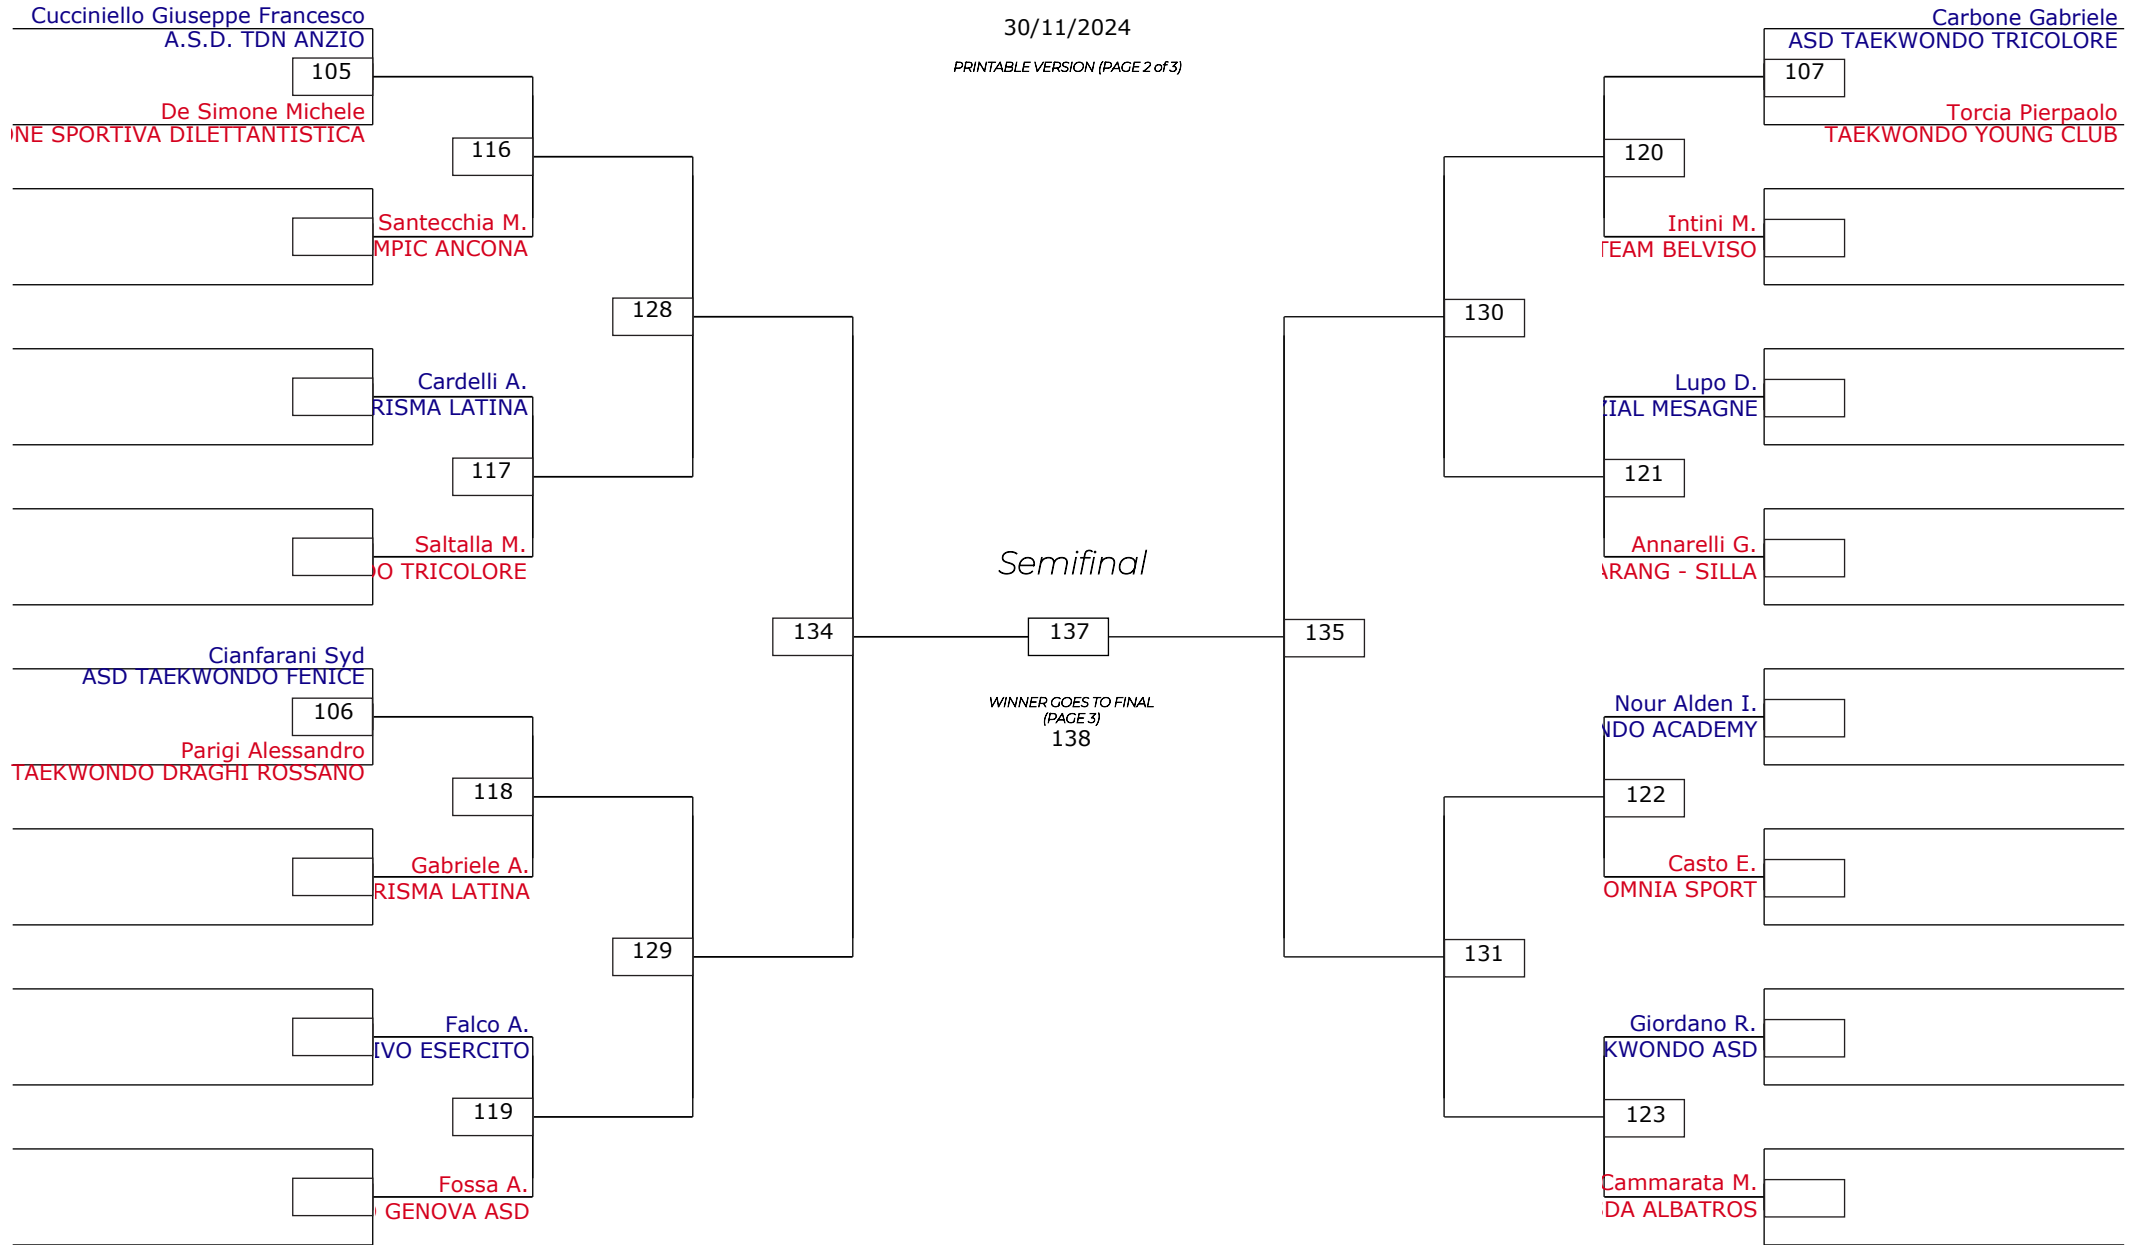 Cucciniello Giuseppe Francesco
A.S.D. TDN ANZIO
105
De Simone Michele
NE SPORTIVA DILETTANTISTICA
116
Santecchia M.
MPIC ANCONA
128
Cardelli A.
RISMA LATINA
117
Saltalla M.
O TRICOLORE
134
Cianfarani Syd
ASD TAEKWONDO FENICE
106
Parigi Alessandro
TAEKWONDO DRAGHI ROSSANO
118
Gabriele A.
RISMA LATINA
129
Falco A.
IVO ESERCITO
119
Fossa A.
GENOVA ASD
30/11/2024
PRINTABLE VERSION (PAGE 2 of 3)
Semifinal
137
WINNER GOES TO FINAL
(PAGE 3)
138
Carbone Gabriele
ASD TAEKWONDO TRICOLORE
107
Torcia Pierpaolo
TAEKWONDO YOUNG CLUB
120
Intini M.
TEAM BELVISO
130
Lupo D.
IAL MESAGNE
121
Annarelli G.
ARANG - SILLA
135
Nour Alden I.
NDO ACADEMY
122
Casto E.
OMNIA SPORT
131
Giordano R.
KWONDO ASD
123
Cammarata M.
DA ALBATROS